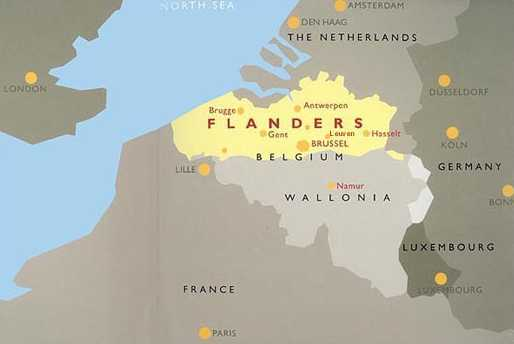 NORTH SEA
AMSTERDAM
DEN HAAG
THE NETHERLANDS
LONDON
DÜSSELDORF
Antwerpen
Brugge
FLANDERS
Gent
Leuven
Hasselt
BRUSSEL
KÖLN
BELGIUM
LILLE
GERMANY
Namur
WALLONIA
BONN
LUXEMBOURG
FRANCE
LUXEMBOURG
PARIS